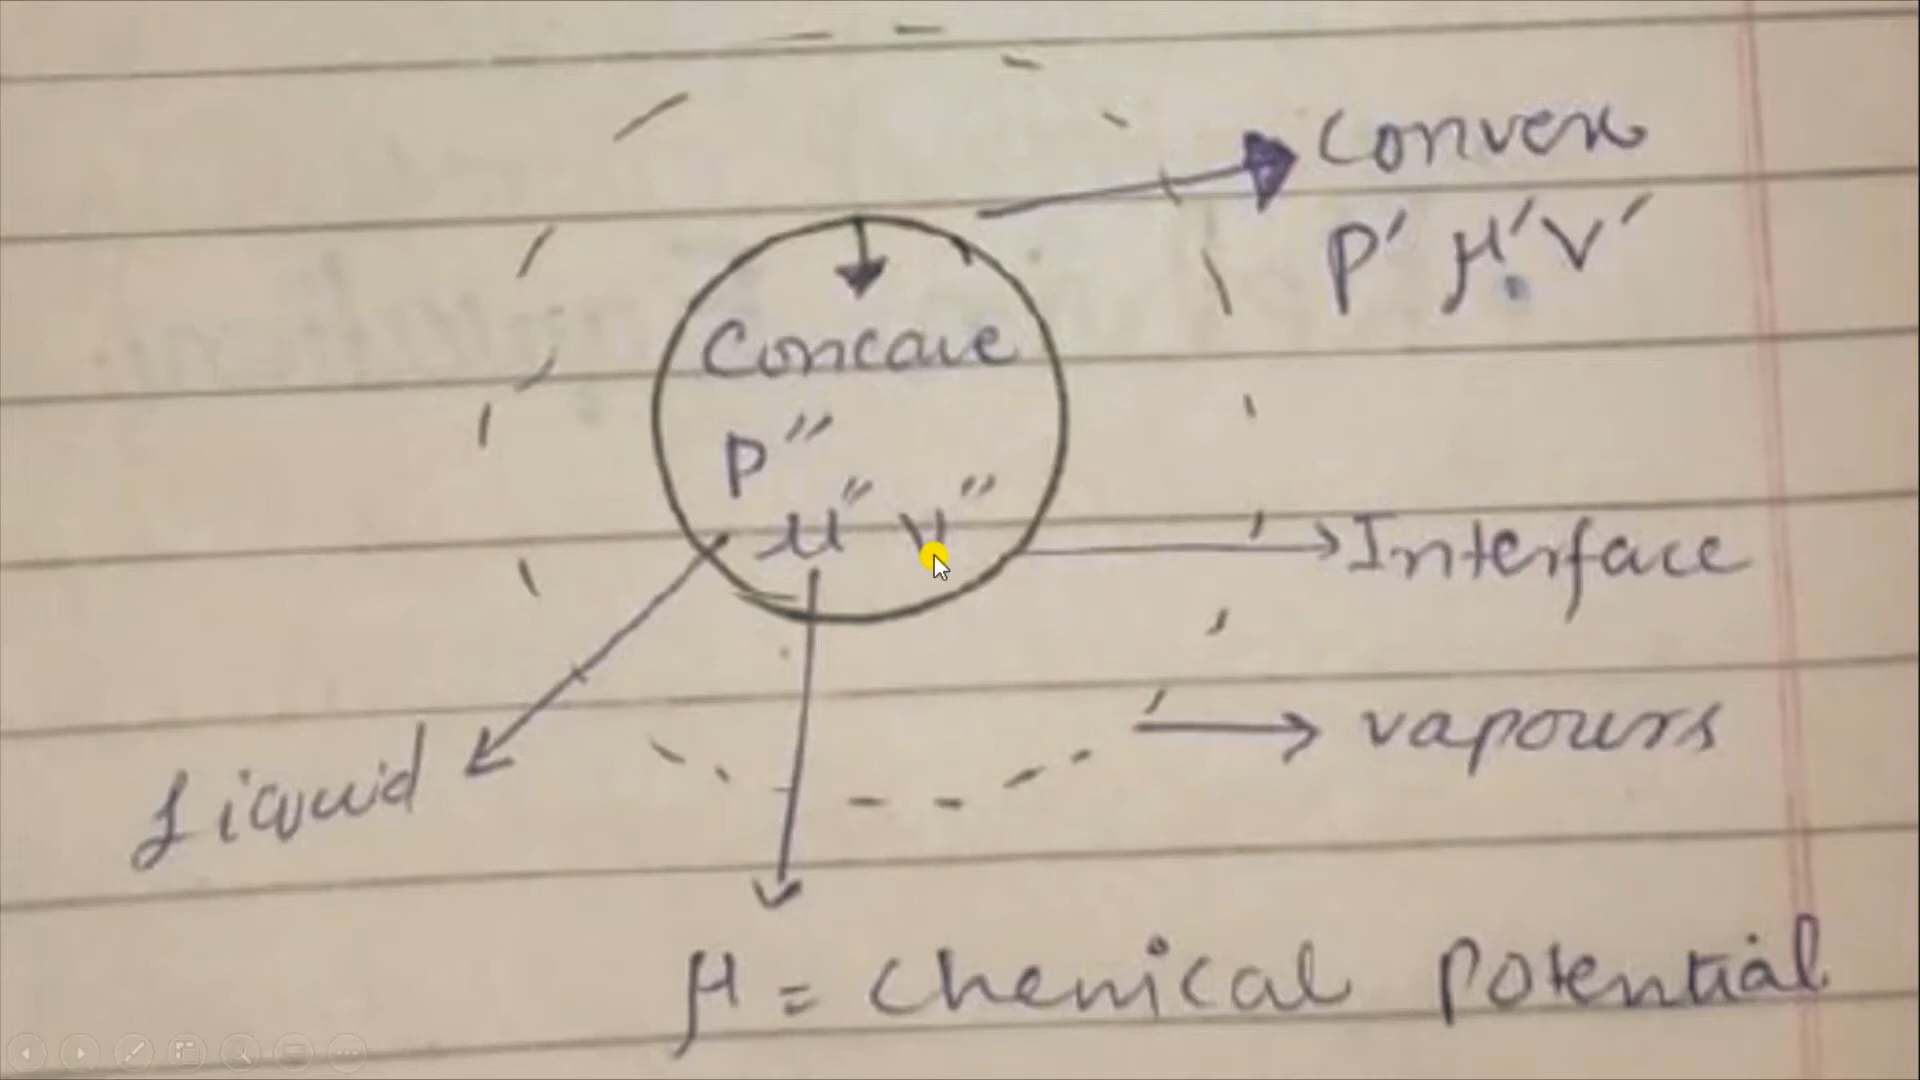 Convex
P' μ' V'
Concave
P''
μ'' V''
Interface
vapours
Liquid
μ = chemical potential